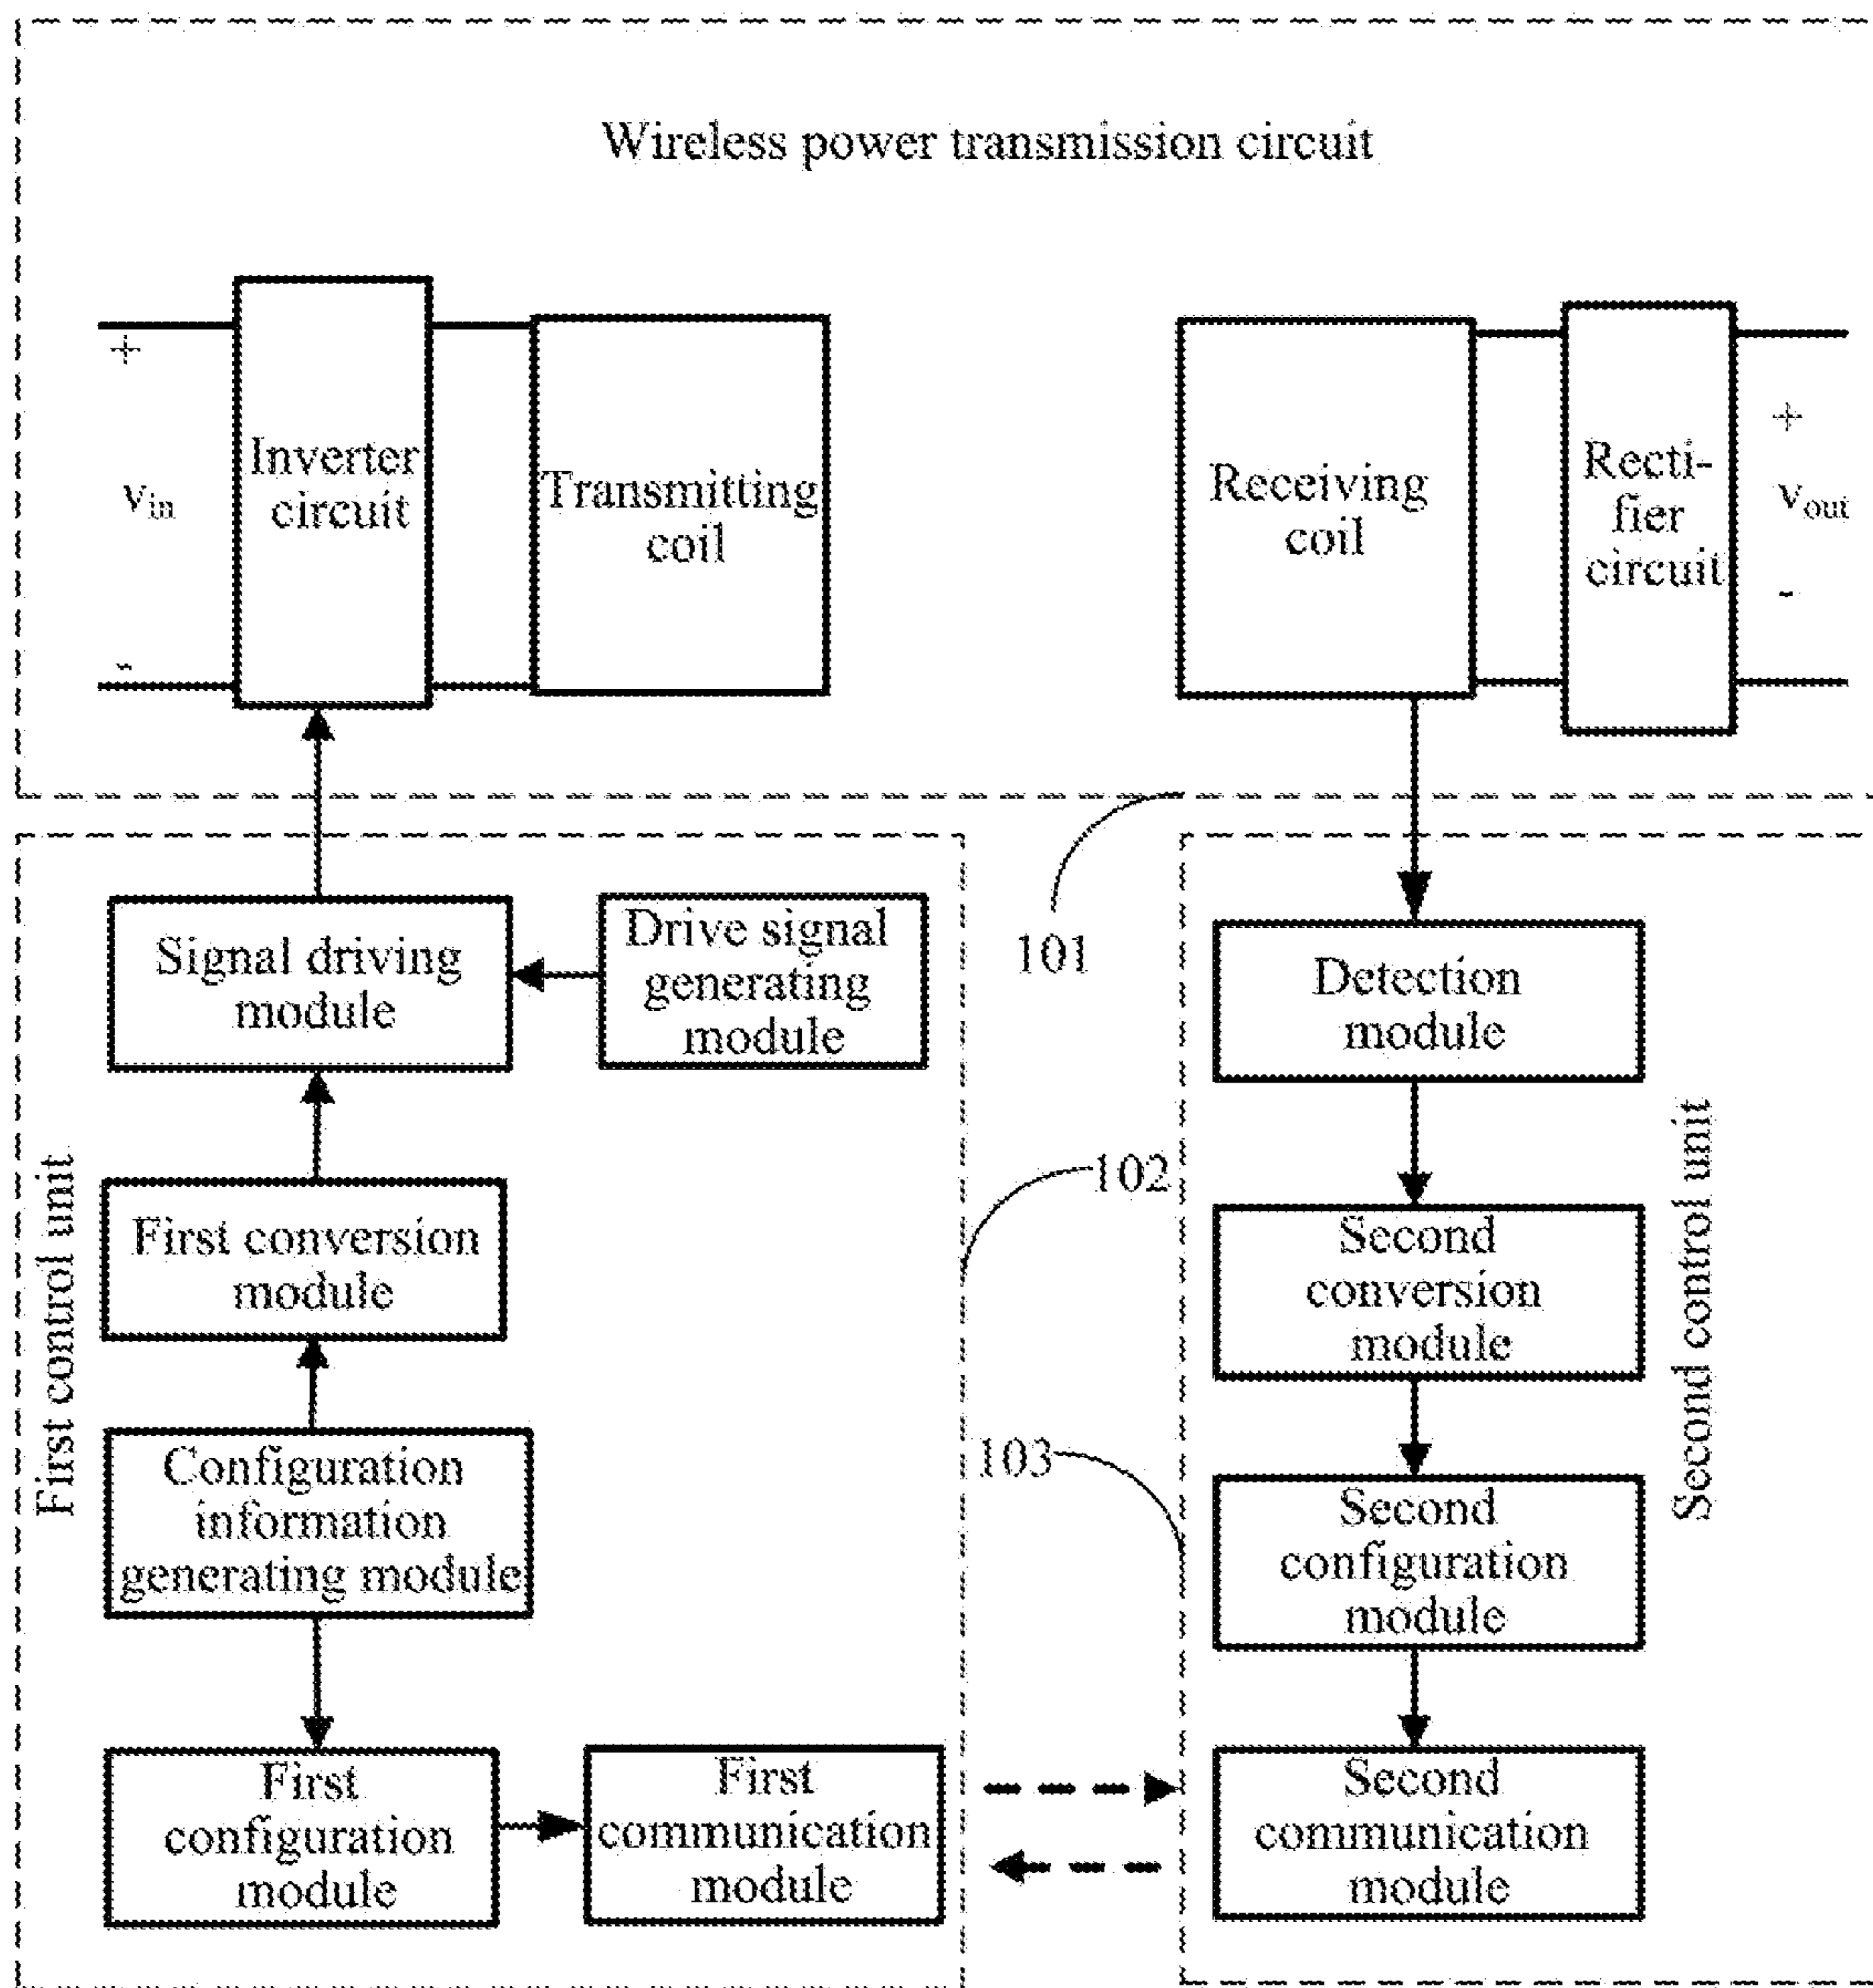 Wireless power transmission circuit
+
vin
-
Inverter
circuit
Transmitting
coil
Receiving
coil
Recti-
fier
circuit
+
vout
-
101
First control unit
Signal driving
module
Drive signal
generating
module
First conversion
module
Configuration
information
generating module
First
configuration
module
First
communication
module
102
103
Second control unit
Detection
module
Second
conversion
module
Second
configuration
module
Second
communication
module